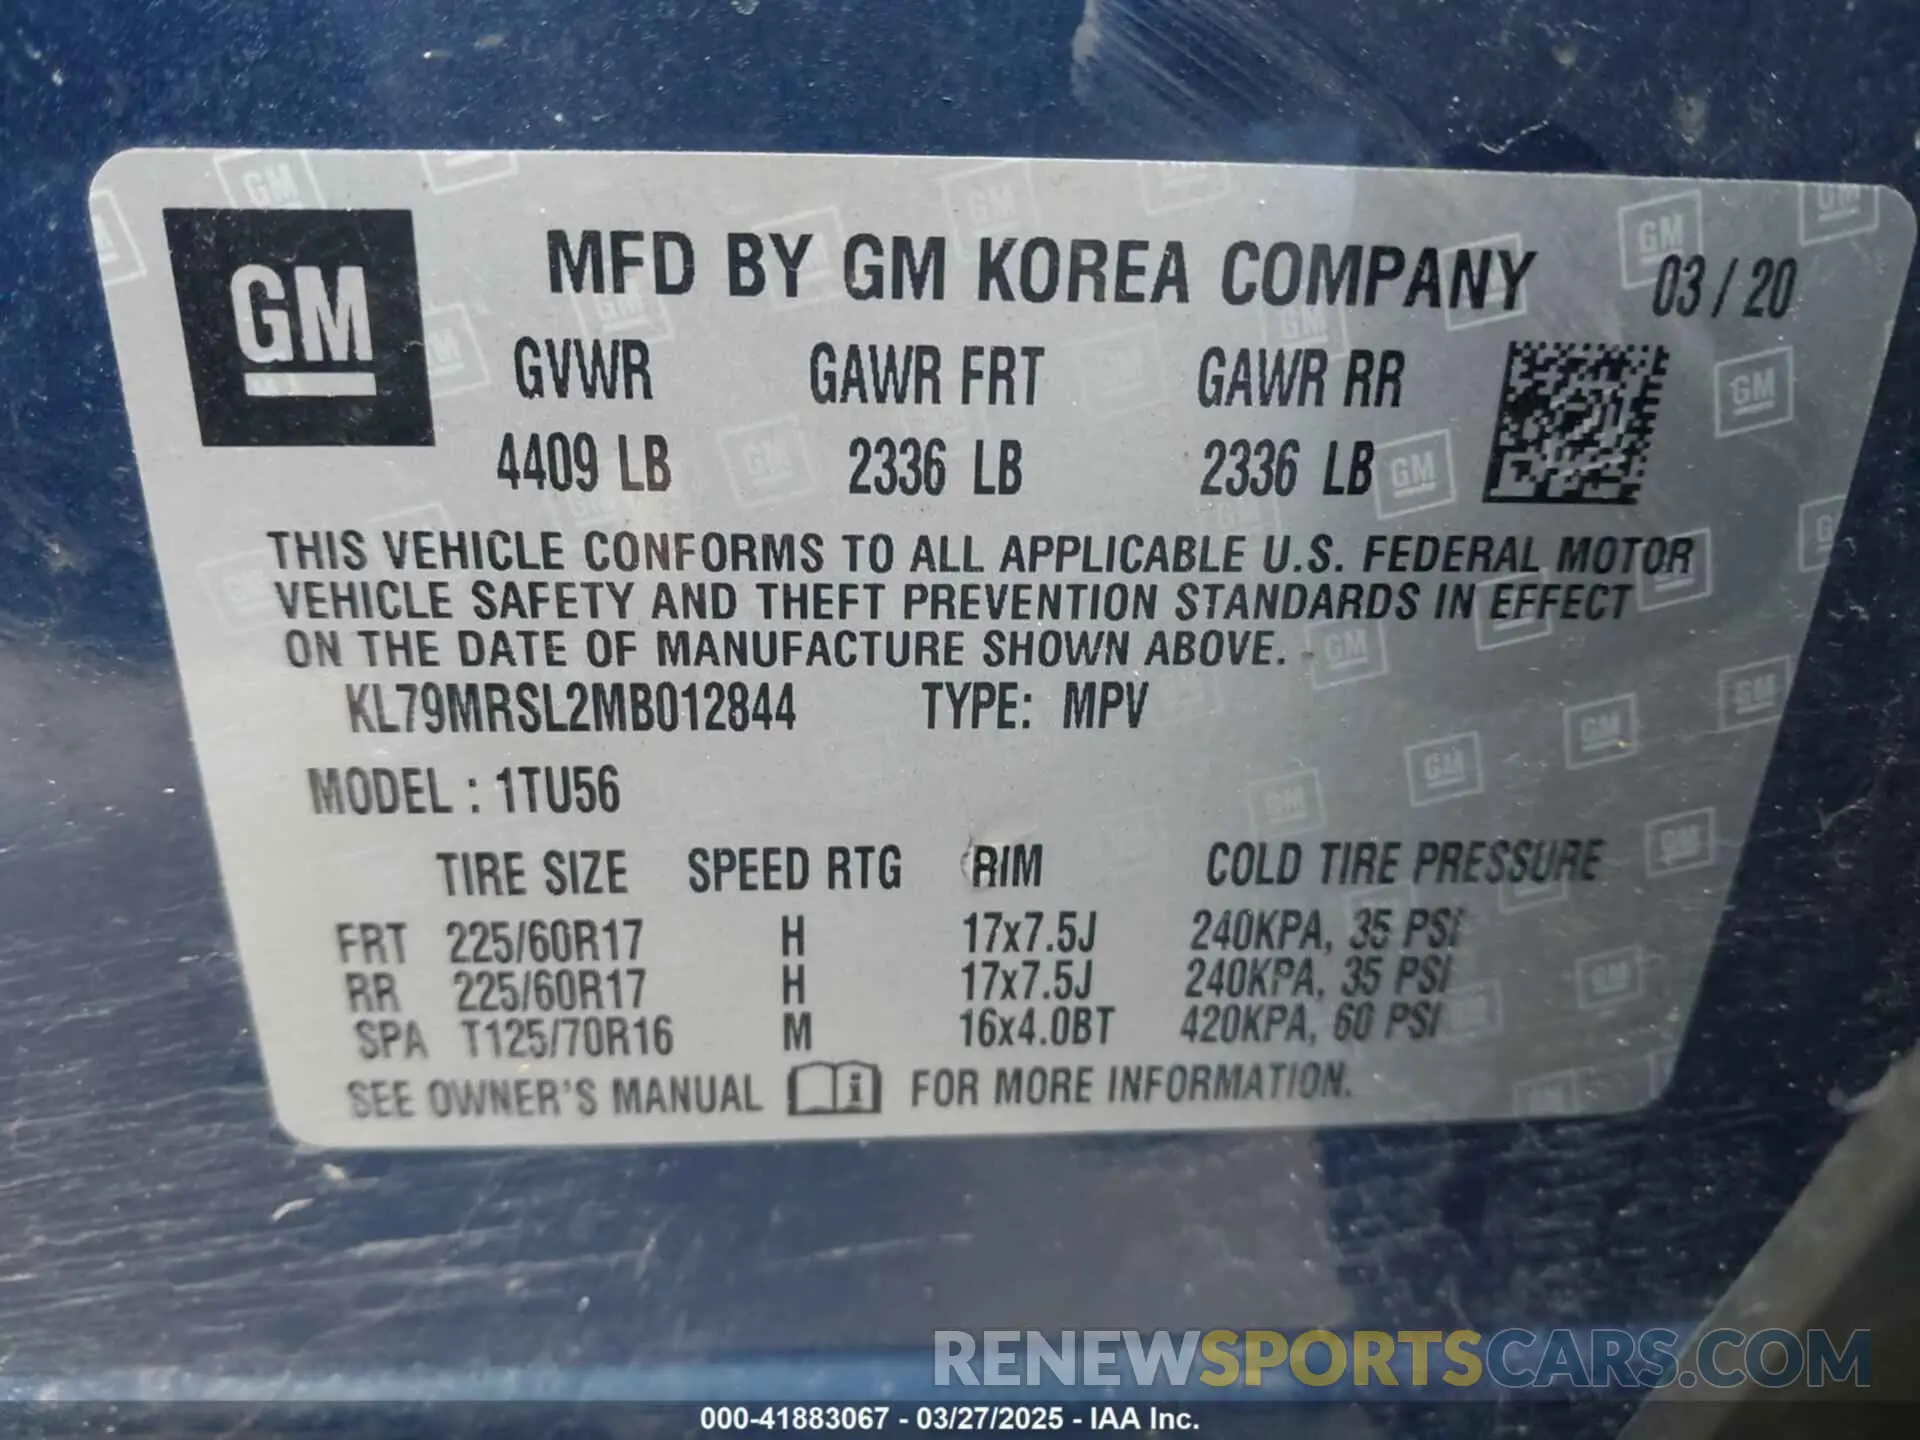 GM
MFD BY GM KOREA COMPANY 03/20
GVWR GAWR FRT GAWR RR
4409 LB 2336 LB 2336 LB
THIS VEHICLE CONFORMS TO ALL APPLICABLE U.S. FEDERAL MOTOR
VEHICLE SAFETY AND THEFT PREVENTION STANDARDS IN EFFECT
ON THE DATE OF MANUFACTURE SHOWN ABOVE.
KL79MRSL2MB012844 TYPE: MPV
MODEL : 1TU56
TIRE SIZE SPEED RTG RIM COLD TIRE PRESSURE
FRT 225/60R17 H 17x7.5J 240KPA, 35 PSI
RR 225/60R17 H 17x7.5J 240KPA, 35 PSI
SPA T125/70R16 M 16x4.0BT 420KPA, 60 PSI
SEE OWNER'S MANUAL i FOR MORE INFORMATION.
RENEWSPORTSCARS.COM
000-41883067 - 03/27/2025 - IAA Inc.